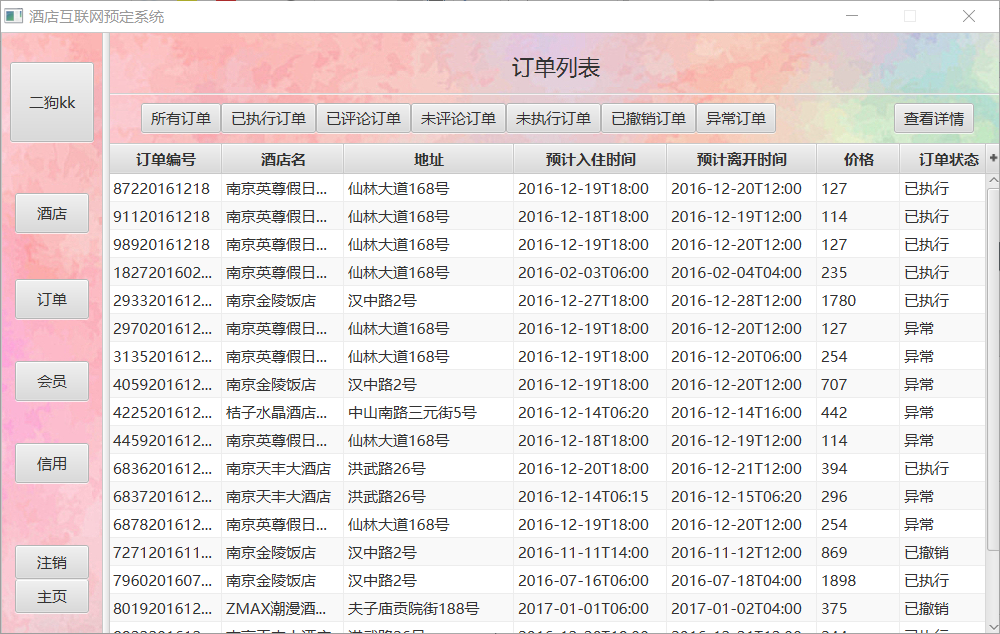 酒店互联网预定系统
二狗kk
酒店
订单
会员
信用
注销
主页
订单列表
所有订单 已执行订单 已评论订单 未评论订单 未执行订单 已撤销订单 异常订单 查看详情
订单编号 酒店名 地址 预计入住时间 预计离开时间 价格 订单状态 +
87220161218 南京英尊假日... 仙林大道168号 2016-12-19T18:00 2016-12-20T12:00 127 已执行
91120161218 南京英尊假日... 仙林大道168号 2016-12-18T18:00 2016-12-19T12:00 114 已执行
98920161218 南京英尊假日... 仙林大道168号 2016-12-19T18:00 2016-12-20T12:00 127 已执行
1827201602... 南京英尊假日... 仙林大道168号 2016-02-03T06:00 2016-02-04T04:00 235 已执行
2933201612... 南京金陵饭店 汉中路2号 2016-12-27T18:00 2016-12-28T12:00 1780 已执行
2970201612... 南京英尊假日... 仙林大道168号 2016-12-19T18:00 2016-12-20T12:00 127 异常
3135201612... 南京英尊假日... 仙林大道168号 2016-12-19T18:00 2016-12-20T06:00 254 异常
4059201612... 南京金陵饭店 汉中路2号 2016-12-19T18:00 2016-12-20T12:00 707 异常
4225201612... 桔子水晶酒店... 中山南路三元街5号 2016-12-14T06:20 2016-12-14T16:00 442 异常
4459201612... 南京英尊假日... 仙林大道168号 2016-12-18T18:00 2016-12-19T12:00 114 异常
6836201612... 南京天丰大酒店 洪武路26号 2016-12-20T18:00 2016-12-21T12:00 394 已执行
6837201612... 南京天丰大酒店 洪武路26号 2016-12-14T06:15 2016-12-15T06:20 296 异常
6878201612... 南京英尊假日... 仙林大道168号 2016-12-19T18:00 2016-12-20T12:00 254 异常
7271201611... 南京金陵饭店 汉中路2号 2016-11-11T14:00 2016-11-12T12:00 869 已撤销
7960201607... 南京金陵饭店 汉中路2号 2016-07-16T06:00 2016-07-18T04:00 1898 已执行
8019201612... ZMAX潮漫酒... 夫子庙贡院街188号 2017-01-01T06:00 2017-01-02T04:00 375 已撤销